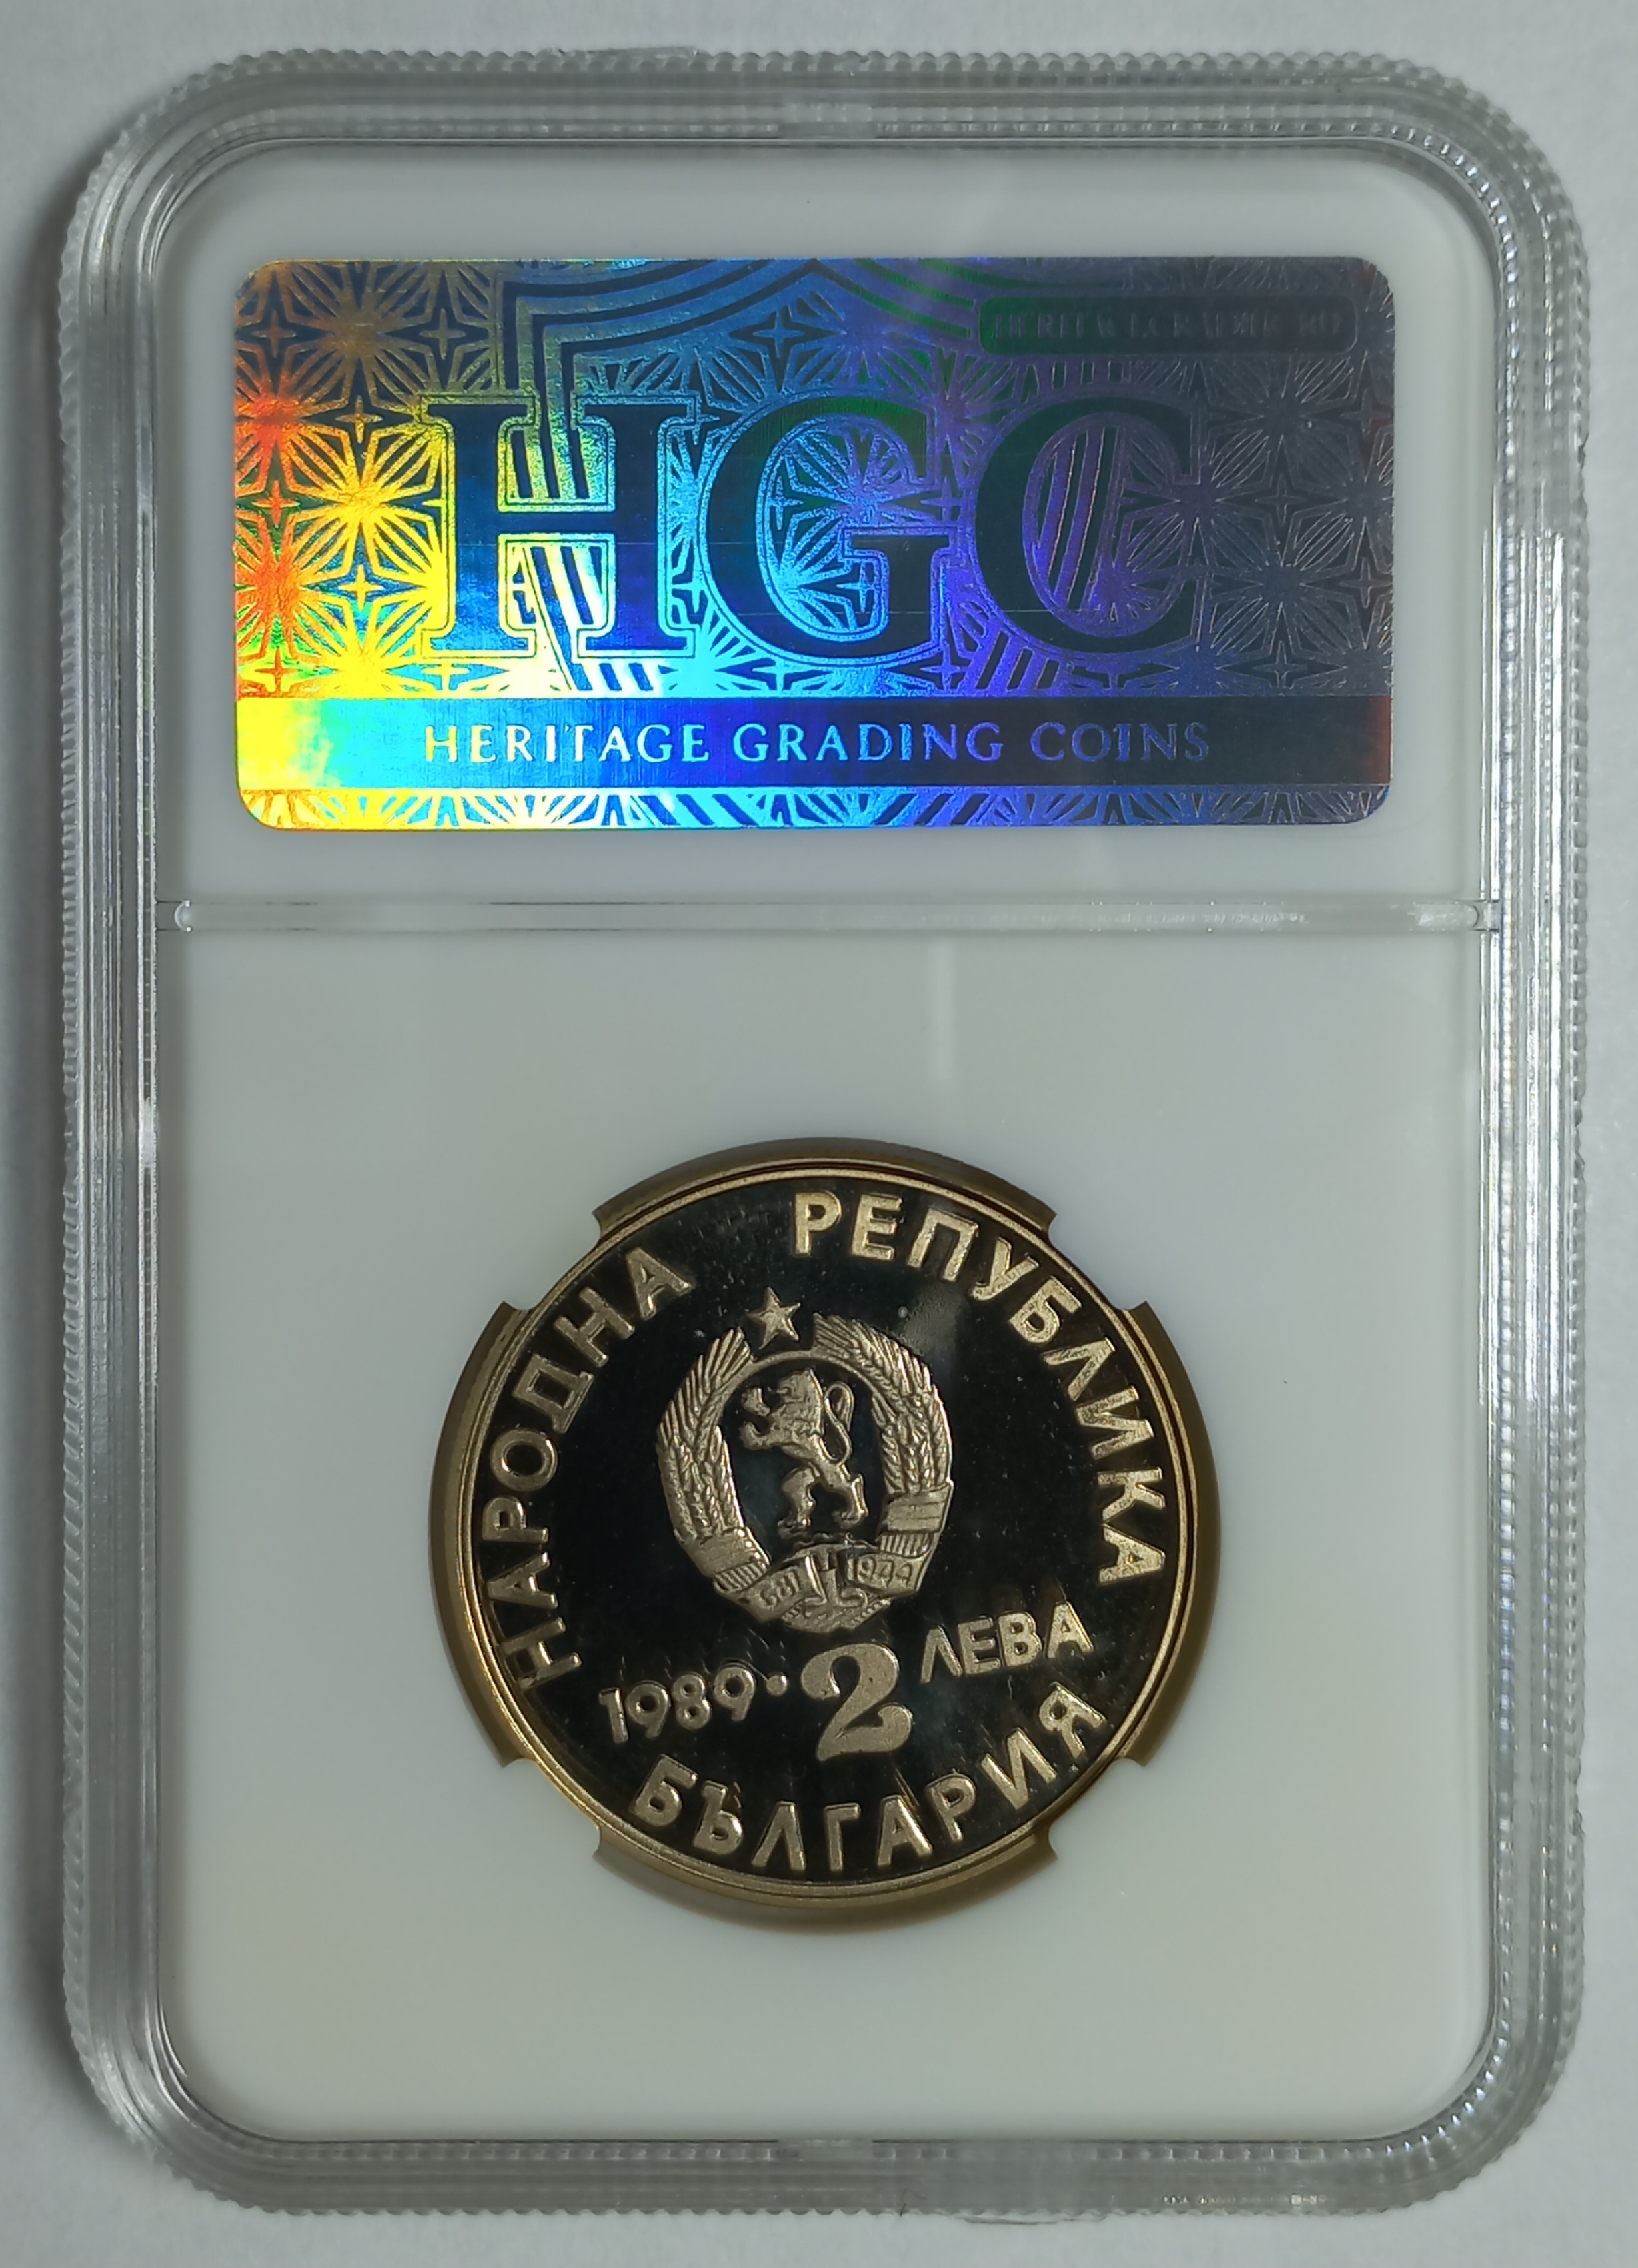 HGC
HERITAGE GRADING COINS
НАРОДНА РЕПУБЛИКА
681 1944
1989 · 2 ЛЕВА
БЪЛГАРИЯ